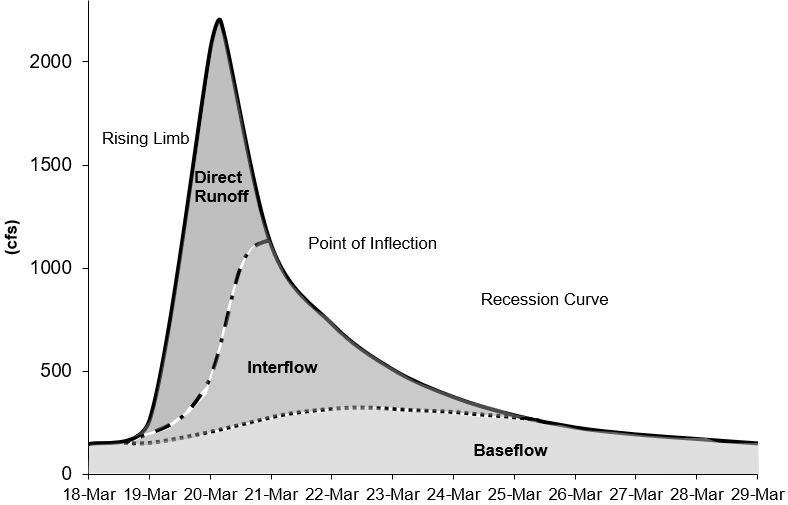 2000
Rising Limb
1500
Direct
Runoff
(cfs)
Point of Inflection
1000
Recession Curve
500
Interflow
Baseflow
0
18-Mar 19-Mar 20-Mar 21-Mar 22-Mar 23-Mar 24-Mar 25-Mar 26-Mar 27-Mar 28-Mar 29-Mar